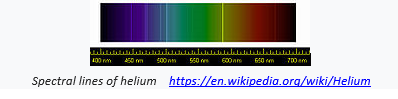 400 nm 450 nm 500 nm 550 nm 600 nm 650 nm 700 nm
Spectral lines of helium https://en.wikipedia.org/wiki/Helium